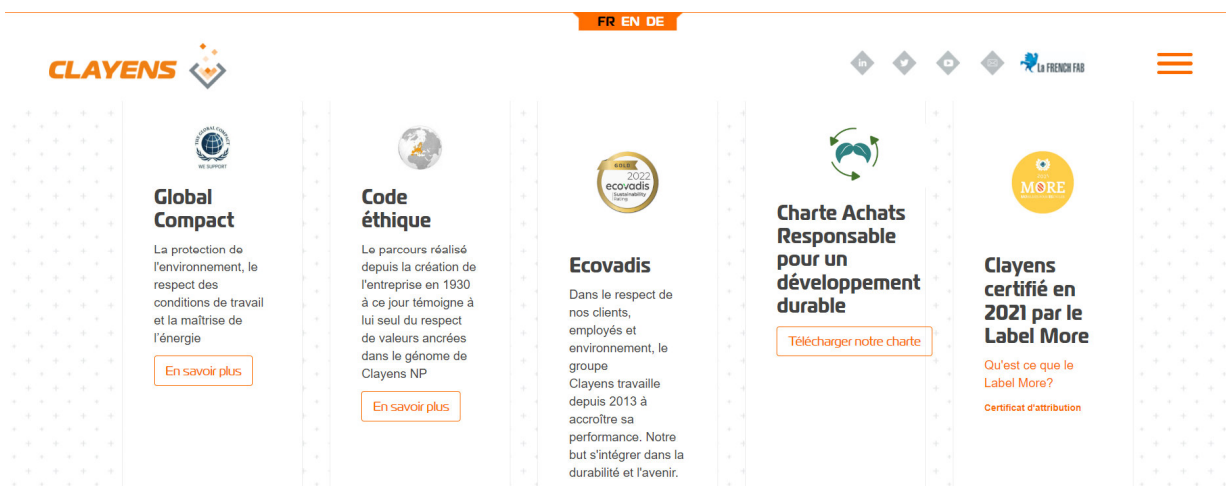 FR EN DE
CLAYENS
La FRENCH FAB
THE GLOBAL COMPACT
WE SUPPORT
Global
Compact
La protection de
l'environnement, le
respect des
conditions de travail
et la maîtrise de
l'énergie
En savoir plus
Code
éthique
Le parcours réalisé
depuis la création de
l'entreprise en 1930
à ce jour témoigne à
lui seul du respect
de valeurs ancrées
dans le génome de
Clayens NP
En savoir plus
GOLD
2022
ecovadis
Sustainability
Rating
Ecovadis
Dans le respect de
nos clients,
employés et
environnement, le
groupe
Clayens travaille
depuis 2013 à
accroître sa
performance. Notre
but s'intégrer dans la
durabilité et l'avenir.
Charte Achats
Responsable
pour un
développement
durable
Télécharger notre charte
2021
MORE
Clayens
certifié en
2021 par le
Label More
Qu'est ce que le
Label More?
Certificat d'attribution